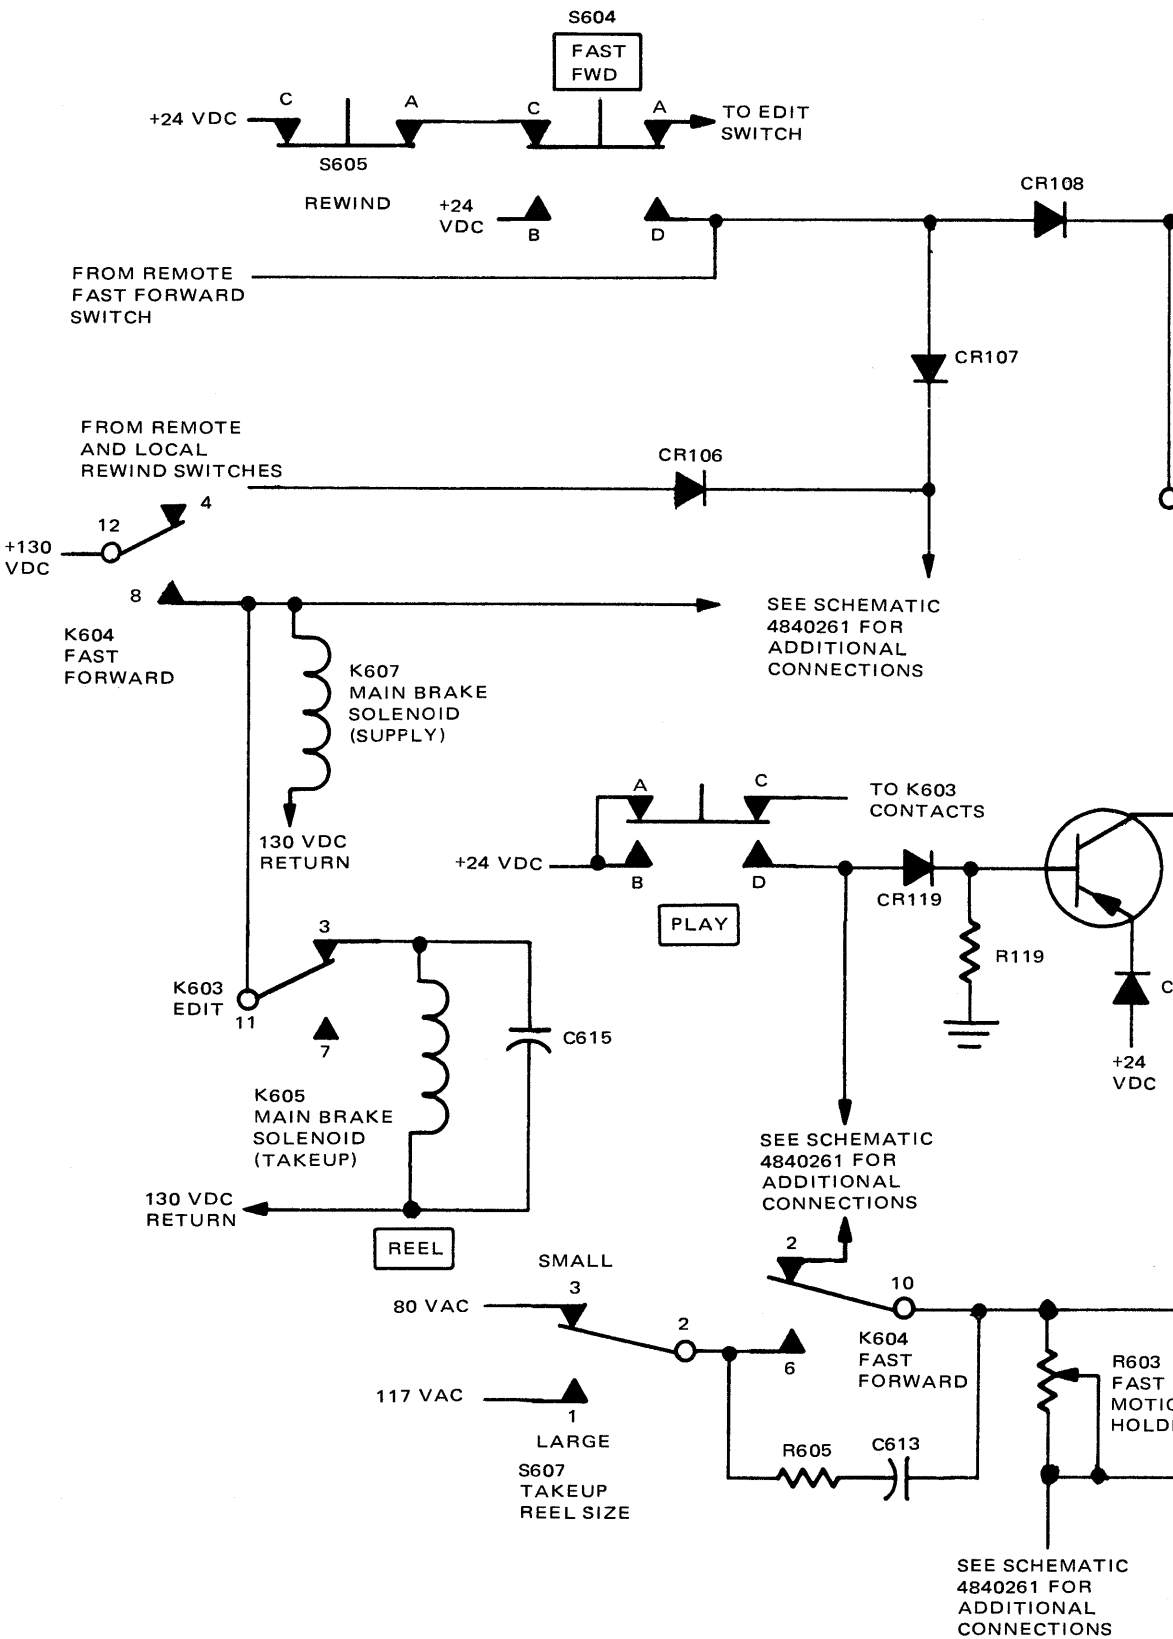 S604
FAST
FWD
C
A
C
A
+24 VDC
TO EDIT
SWITCH
S605
REWIND
+24
VDC
B
D
CR108
FROM REMOTE
FAST FORWARD
SWITCH
CR107
FROM REMOTE
AND LOCAL
REWIND SWITCHES
CR106
4
12
+130
VDC
8
K604
FAST
FORWARD
SEE SCHEMATIC
4840261 FOR
ADDITIONAL
CONNECTIONS
K607
MAIN BRAKE
SOLENOID
(SUPPLY)
130 VDC
RETURN
A
C
TO K603
CONTACTS
+24 VDC
B
D
PLAY
CR119
R119
C
+24
VDC
3
K603
EDIT
11
7
C615
K605
MAIN BRAKE
SOLENOID
(TAKEUP)
130 VDC
RETURN
REEL
SEE SCHEMATIC
4840261 FOR
ADDITIONAL
CONNECTIONS
SMALL
3
80 VAC
2
2
10
6
K604
FAST
FORWARD
117 VAC
1
LARGE
S607
TAKEUP
REEL SIZE
R605
C613
R603
FAST
MOTIO
HOLDI
SEE SCHEMATIC
4840261 FOR
ADDITIONAL
CONNECTIONS